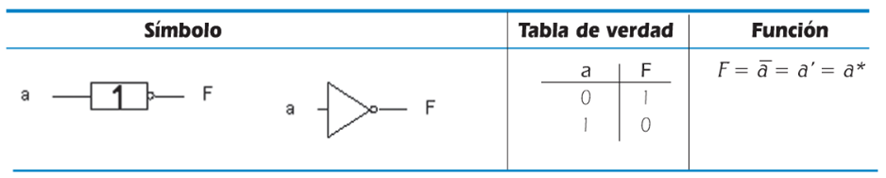 Símbolo Tabla de verdad Función
a 1 F a F
a F
0 1
1 0
F = a̅ = a' = a*